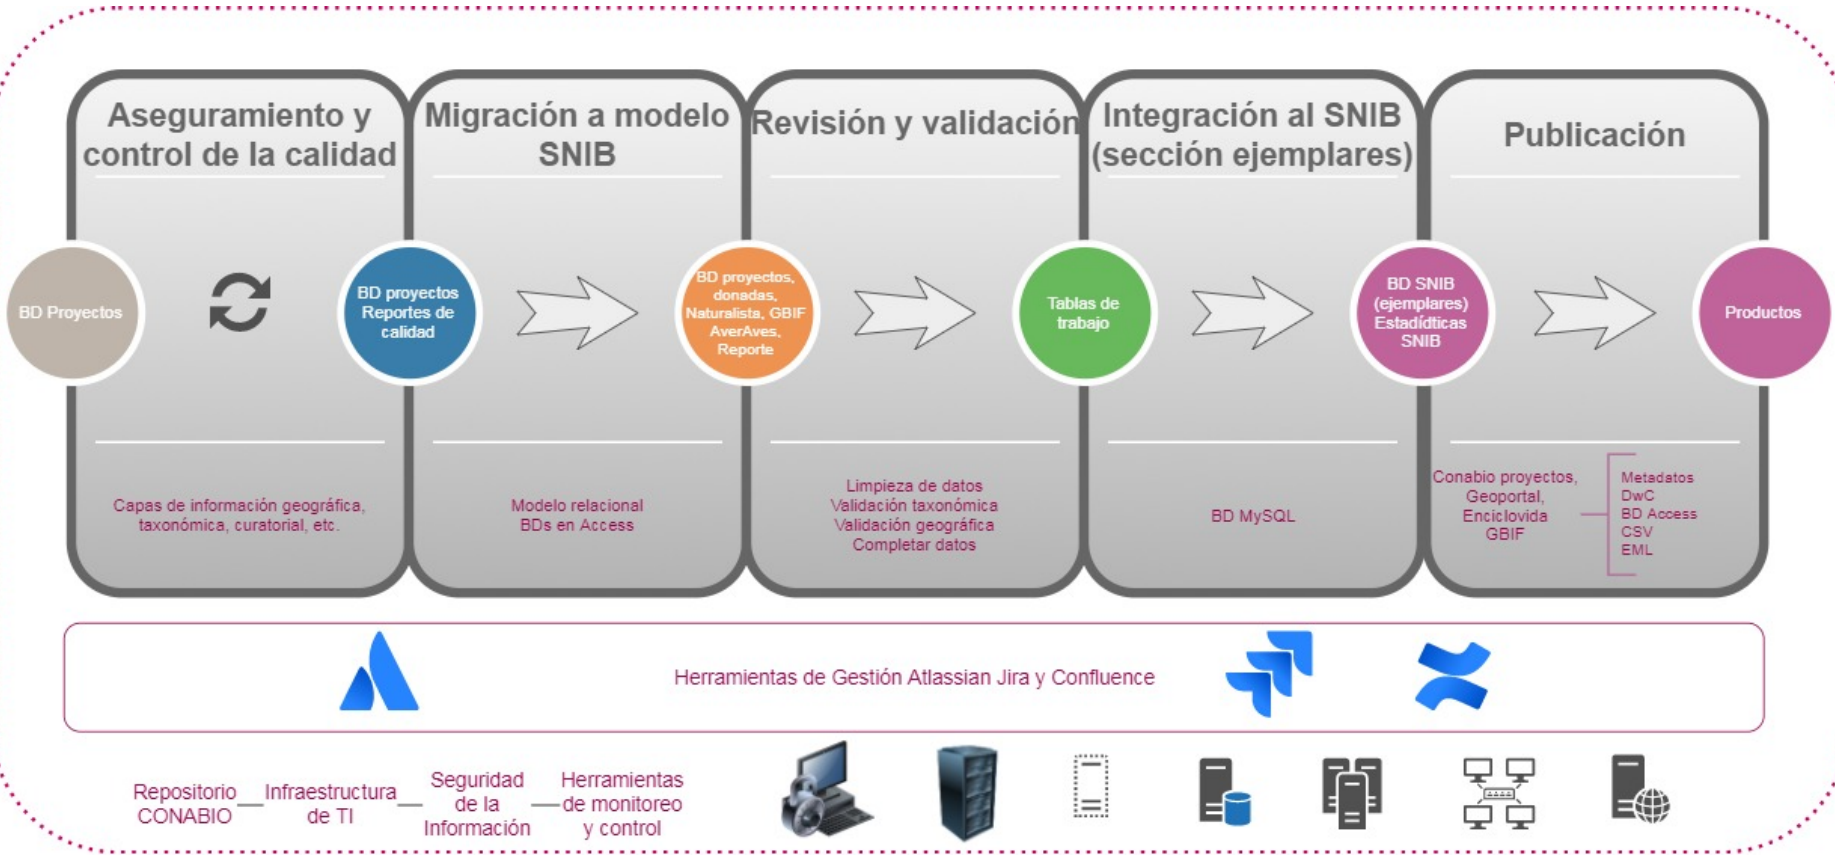 Aseguramiento y
control de la calidad
Migración a modelo
SNIB
Revisión y validación
Integración al SNIB
(sección ejemplares)
Publicación
BD Proyectos
BD proyectos
Reportes de
calidad
BD proyectos,
donadas,
Naturalista, GBIF
AverAves,
Reporte
Tablas de
trabajo
BD SNIB
(ejemplares)
Estadídticas
SNIB
Productos
Capas de información geográfica,
taxonómica, curatorial, etc.
Modelo relacional
BDs en Access
Limpieza de datos
Validación taxonómica
Validación geográfica
Completar datos
BD MySQL
Conabio proyectos,
Geoportal,
Enciclovida
GBIF
Metadatos
DwC
BD Access
CSV
EML
Herramientas de Gestión Atlassian Jira y Confluence
Repositorio
CONABIO
Infraestructura
de TI
Seguridad
de la
Información
Herramientas
de monitoreo
y control